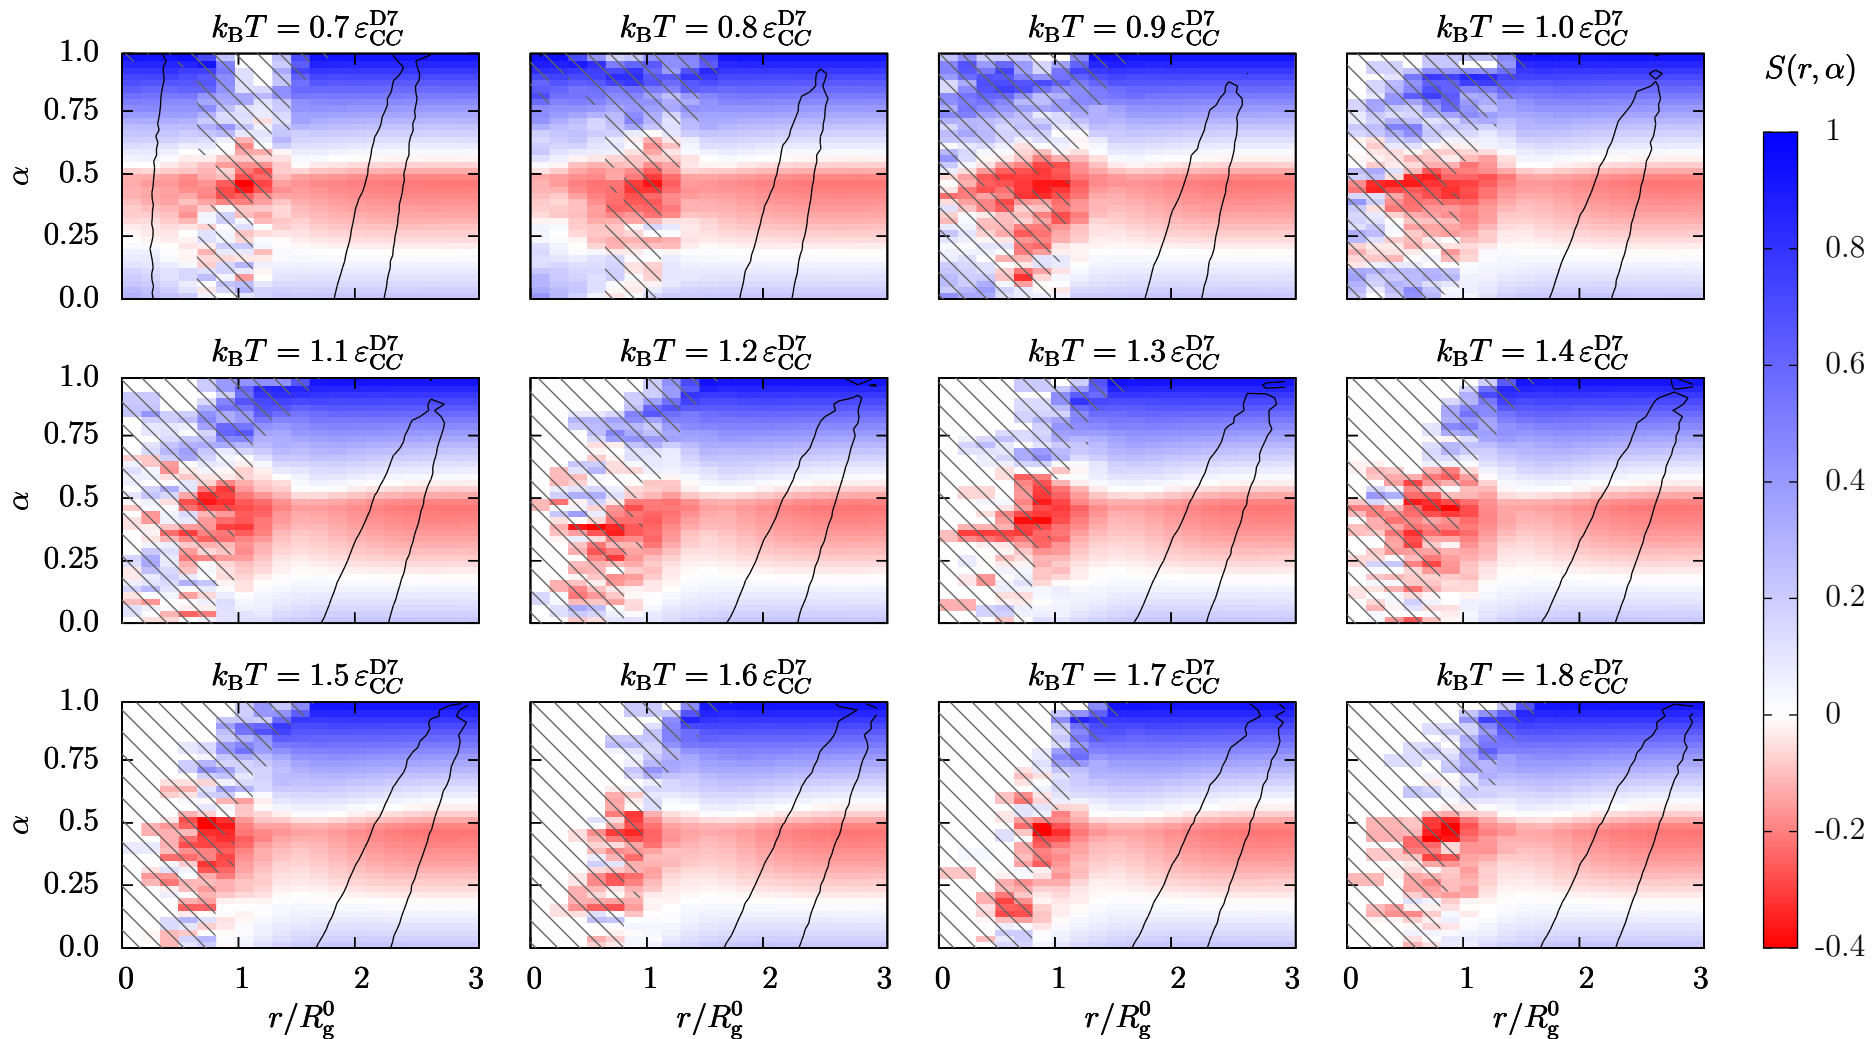 k_B T = 0.7 ε_CC^D7 k_B T = 0.8 ε_CC^D7 k_B T = 0.9 ε_CC^D7 k_B T = 1.0 ε_CC^D7
S(r, α)
α
1.0
0.75
0.5
0.25
0.0
k_B T = 1.1 ε_CC^D7 k_B T = 1.2 ε_CC^D7 k_B T = 1.3 ε_CC^D7 k_B T = 1.4 ε_CC^D7
α
1.0
0.75
0.5
0.25
0.0
k_B T = 1.5 ε_CC^D7 k_B T = 1.6 ε_CC^D7 k_B T = 1.7 ε_CC^D7 k_B T = 1.8 ε_CC^D7
α
1.0
0.75
0.5
0.25
0.0
0 1 2 3 0 1 2 3 0 1 2 3 0 1 2 3
r/R_g^0 r/R_g^0 r/R_g^0 r/R_g^0
1
0.8
0.6
0.4
0.2
0
-0.2
-0.4